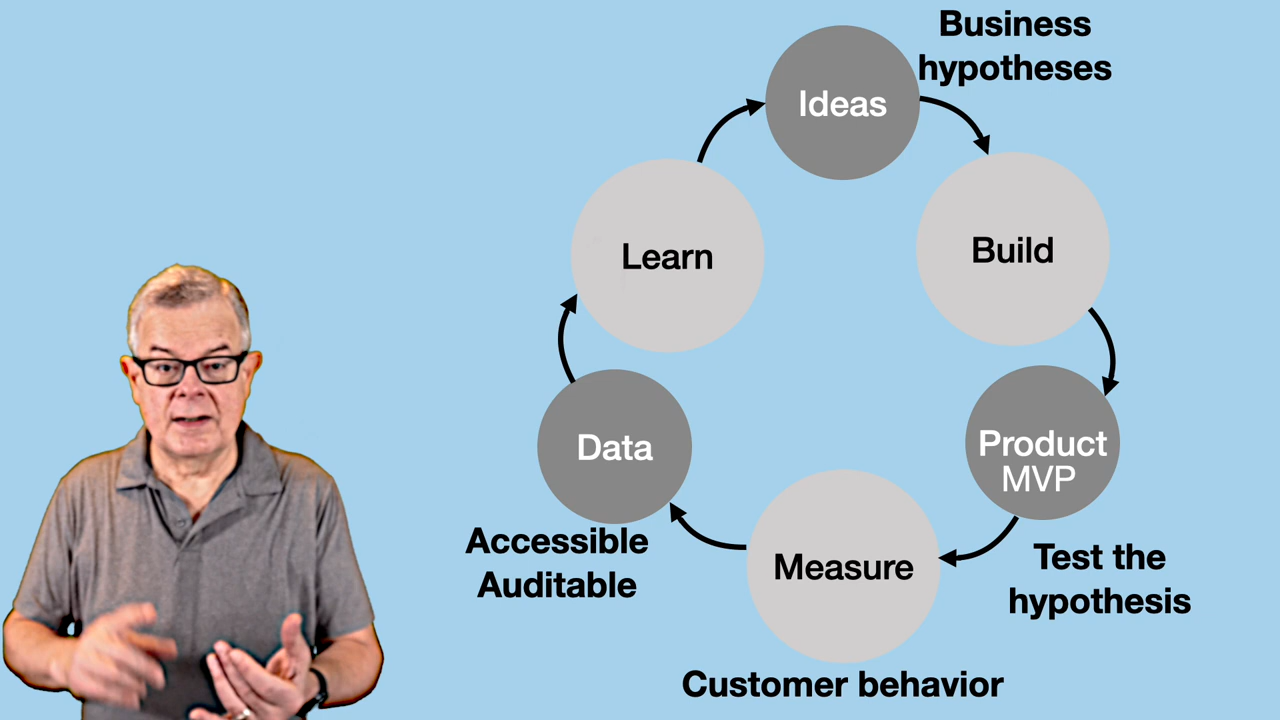 Business
hypotheses
Ideas
Build
Product
MVP
Test the
hypothesis
Measure
Customer behavior
Data
Accessible
Auditable
Learn